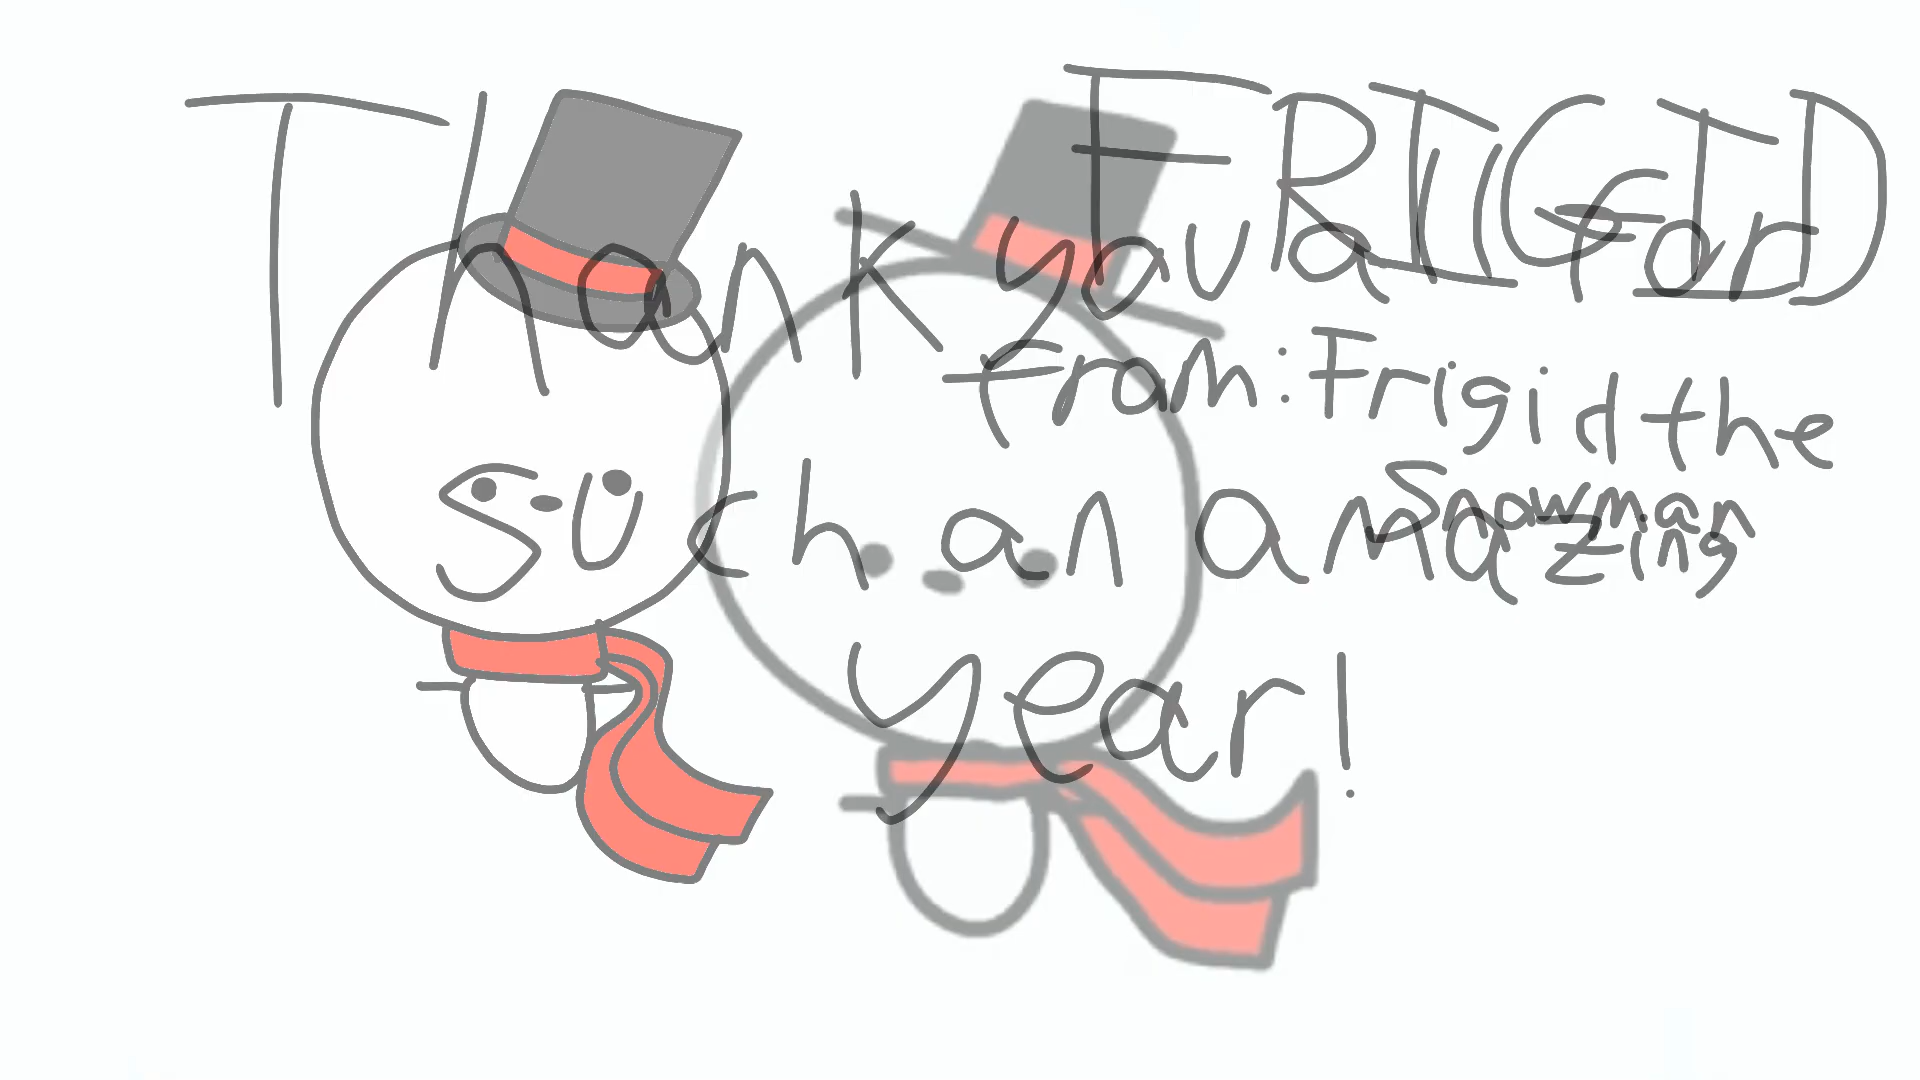 FRIGID
Thank you all for
from: Frigid the
Snowman
such an amazing
year!